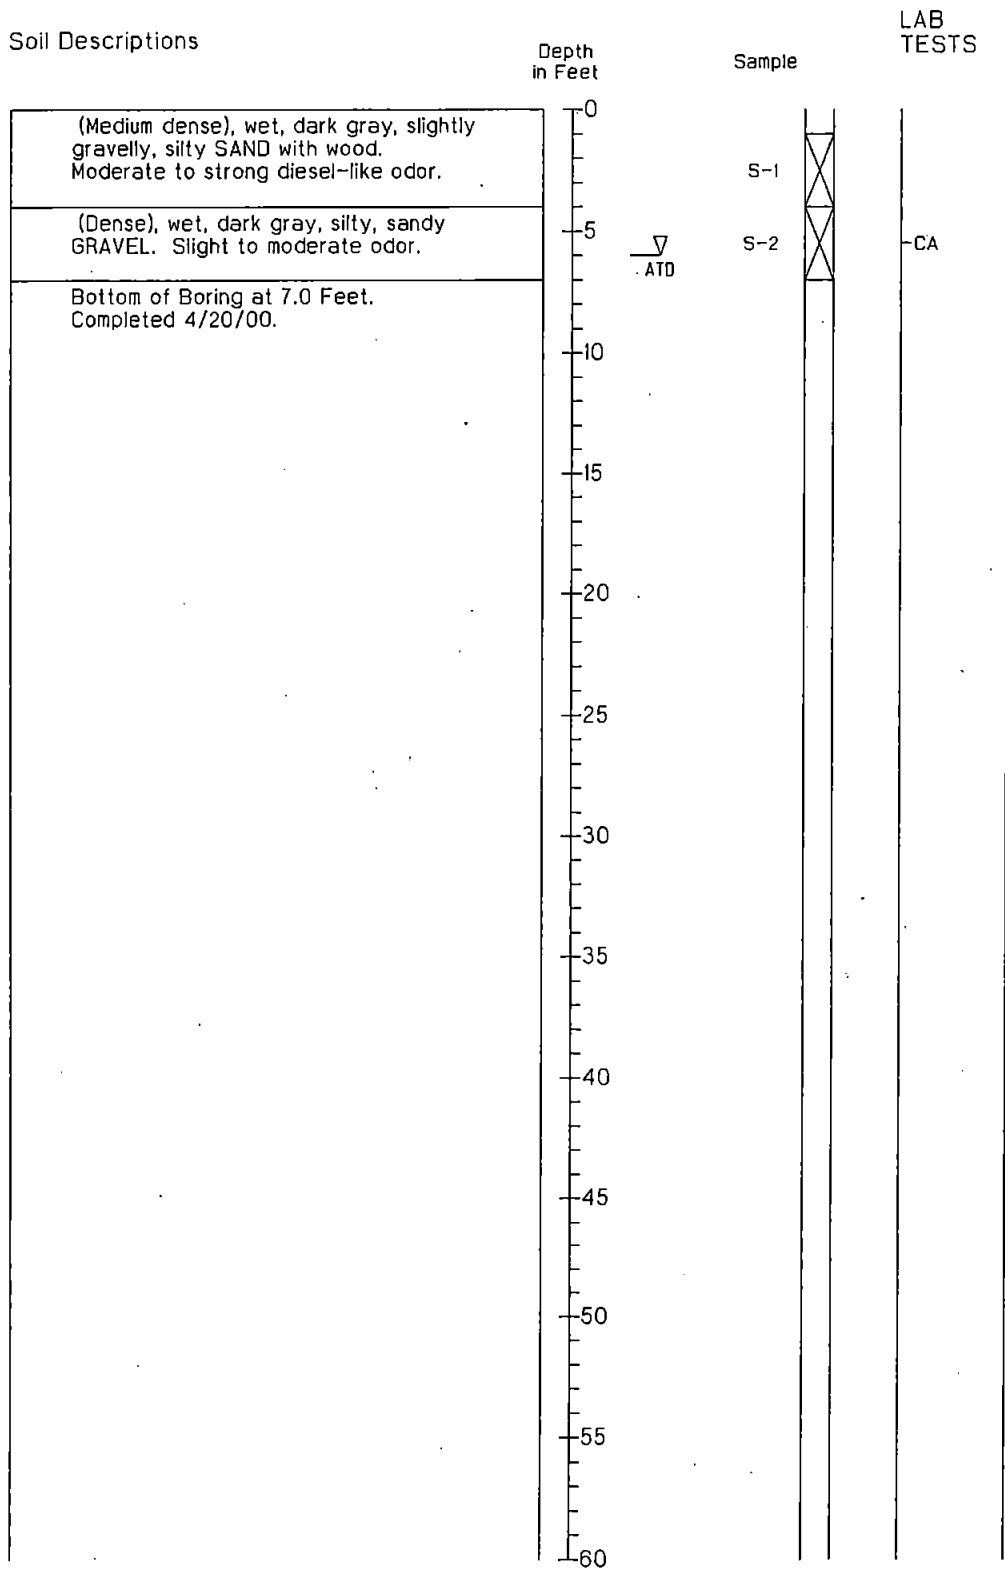 Soil Descriptions
Depth
in Feet
Sample
LAB
TESTS
(Medium dense), wet, dark gray, slightly
gravelly, silty SAND with wood.
Moderate to strong diesel-like odor.
(Dense), wet, dark gray, silty, sandy
GRAVEL. Slight to moderate odor.
Bottom of Boring at 7.0 Feet.
Completed 4/20/00.
0
5
10
15
20
25
30
35
40
45
50
55
60
ATD
S-1
S-2
CA